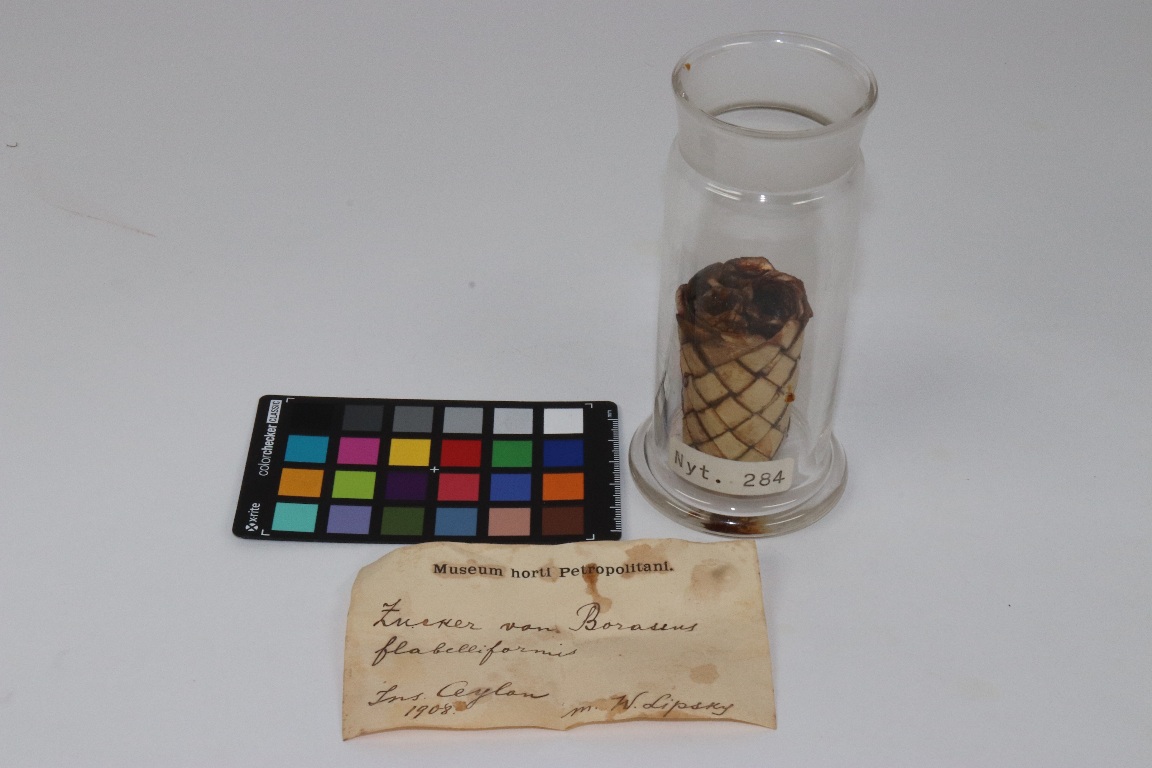 Nyt. 284
colorchecker CLASSIC
x-rite
Museum horti Petropolitani.
Zucker von Borassus
flabelliformis
Ins. Ceylon
1908. m. W. Lipsky